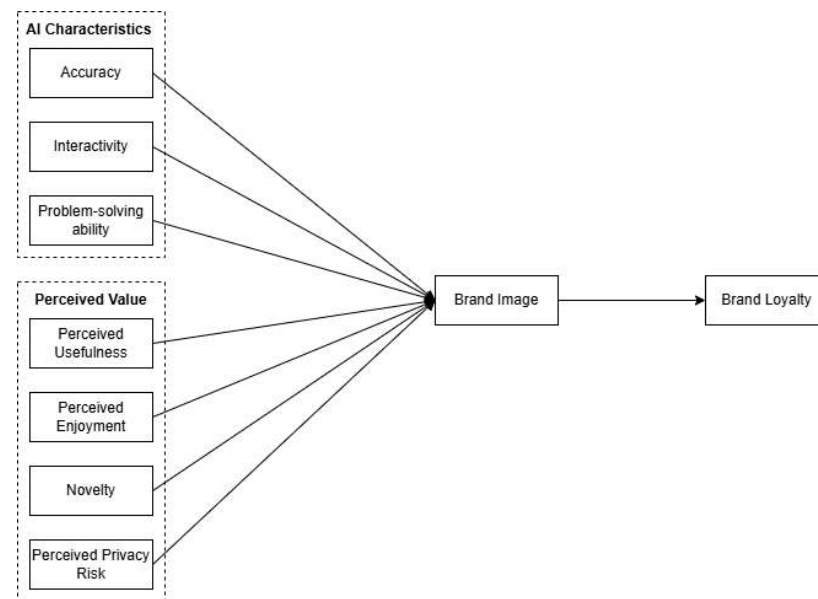 AI Characteristics
Accuracy
Interactivity
Problem-solving
ability
Perceived Value
Perceived
Usefulness
Perceived
Enjoyment
Novelty
Perceived Privacy
Risk
Brand Image
Brand Loyalty